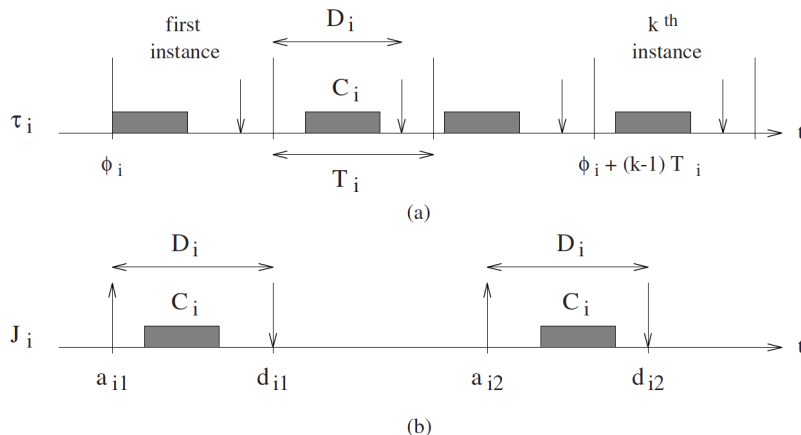 first
instance
D i
k th
instance
C i
τ i
t
ϕ i
T i
ϕ i + (k-1) T i
(a)
D i
D i
C i
C i
J i
t
a i1
d i1
a i2
d i2
(b)